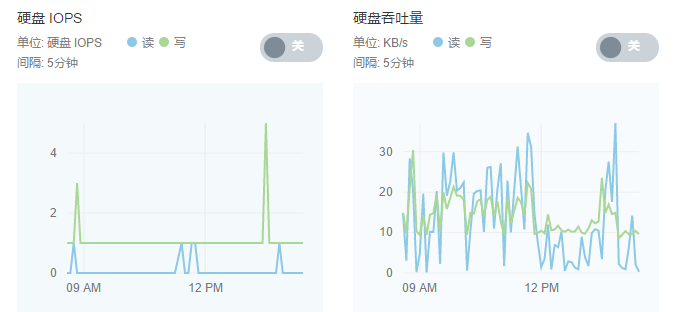 硬盘 IOPS
单位: 硬盘 IOPS 读 写 关
间隔: 5分钟
4
2
0
09 AM 12 PM
硬盘吞吐量
单位: KB/s 读 写 关
间隔: 5分钟
30
20
10
0
09 AM 12 PM